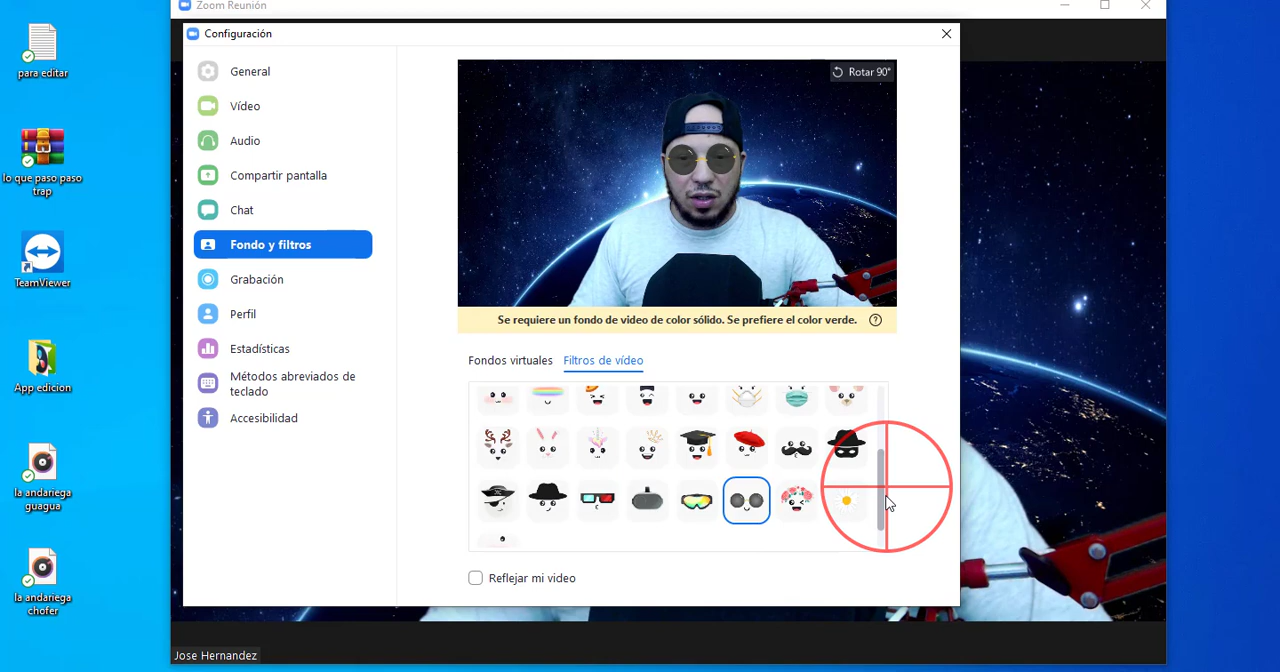 Zoom Reunión
Configuración
para editar
lo que paso paso
trap
TeamViewer
App edicion
la andariega
guagua
la andariega
chofer
General
Vídeo
Audio
Compartir pantalla
Chat
Fondo y filtros
Grabación
Perfil
Estadísticas
Métodos abreviados de
teclado
Accesibilidad
Rotar 90°
Se requiere un fondo de video de color sólido. Se prefiere el color verde.
Fondos virtuales
Filtros de vídeo
Reflejar mi video
Jose Hernandez